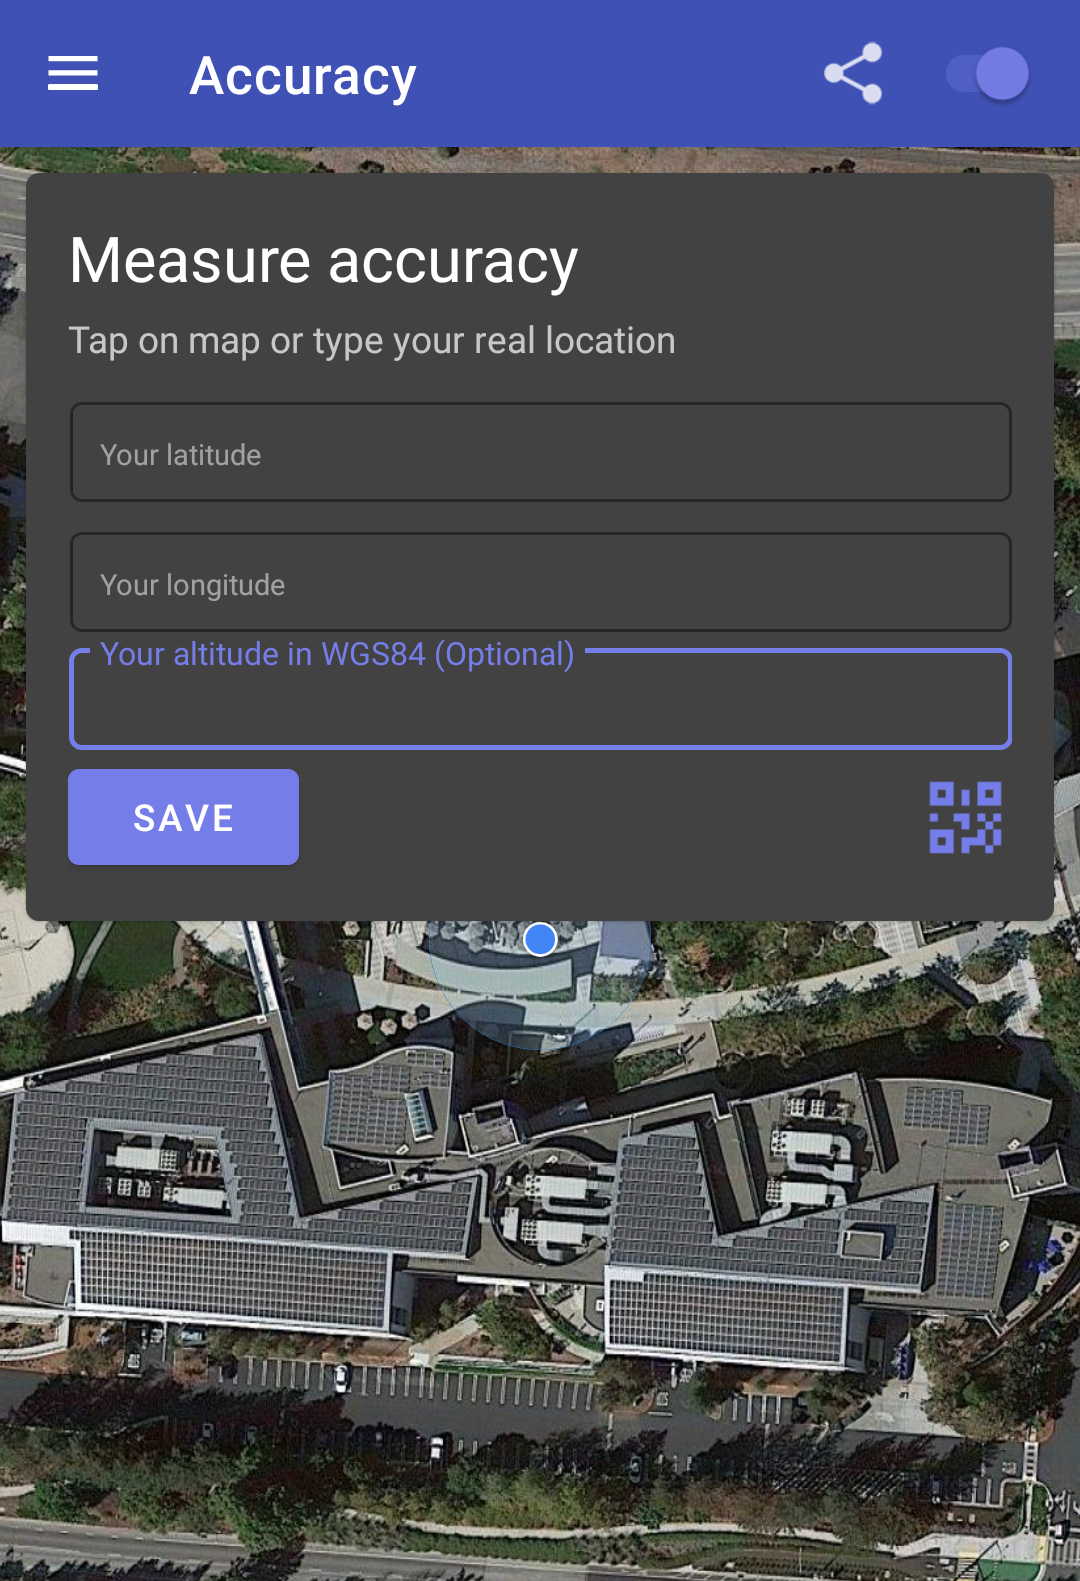 Accuracy
Measure accuracy
Tap on map or type your real location
Your latitude
Your longitude
Your altitude in WGS84 (Optional)
SAVE